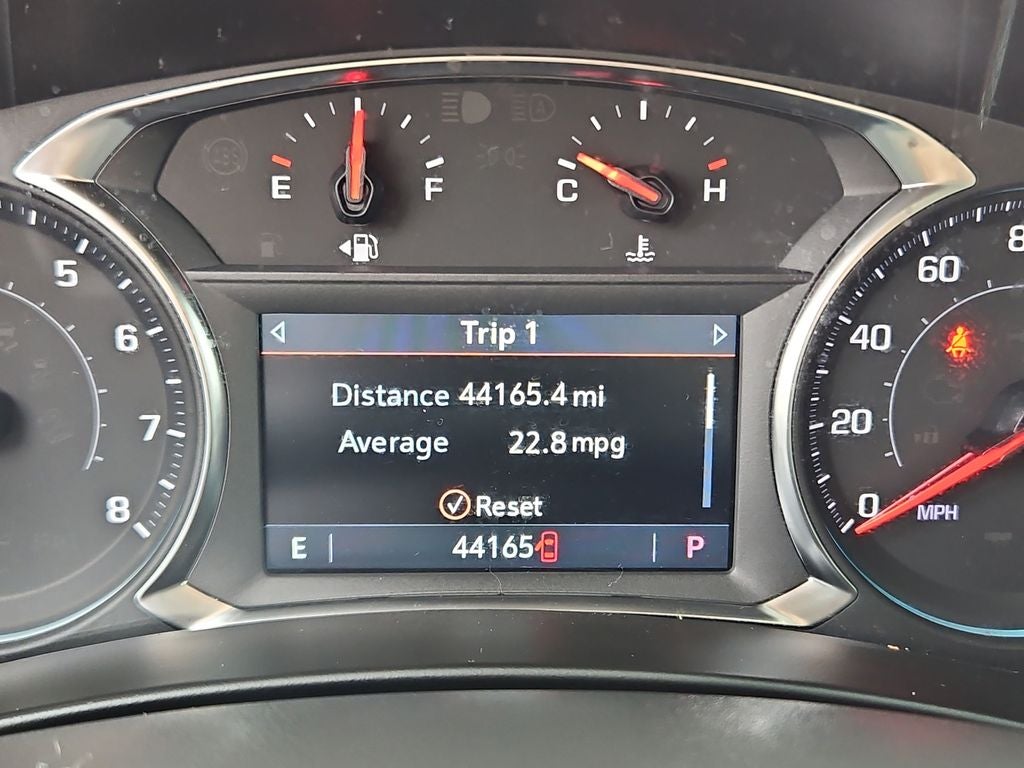 E
F
C
H
5
6
7
8
Trip 1
Distance 44165.4 mi
Average 22.8 mpg
Reset
E 44165 P
60
40
20
0
MPH